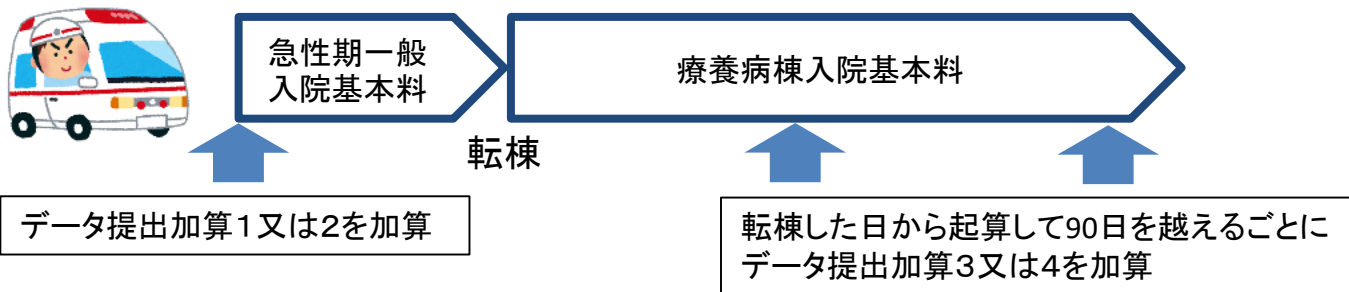 急性期一般
入院基本料
療養病棟入院基本料
転棟
データ提出加算１又は２を加算
転棟した日から起算して90日を越えるごとに
データ提出加算３又は４を加算